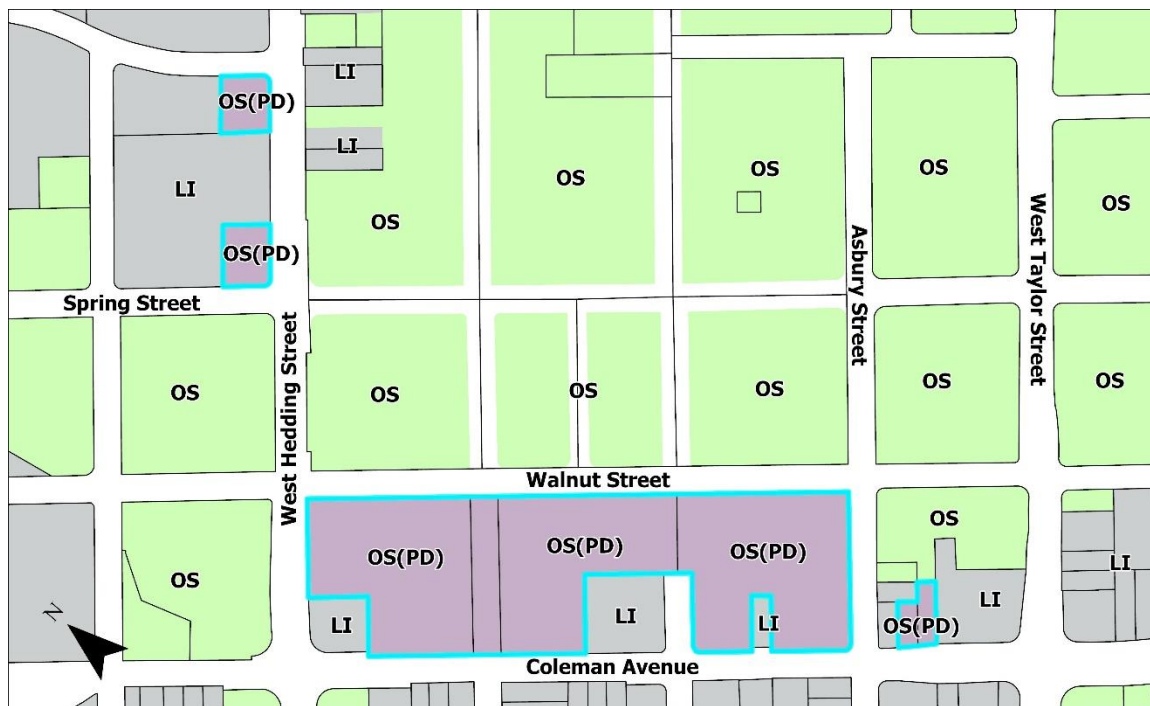 LI
OS(PD)
LI
OS
OS
OS
OS
LI
OS
OS(PD)
Spring Street
West Hedding Street
Asbury Street
West Taylor Street
OS
OS
OS
OS
OS
OS
Walnut Street
OS
OS(PD)
OS(PD)
OS(PD)
OS
LI
OS
LI
N
LI
LI
LI
OS(PD)
Coleman Avenue